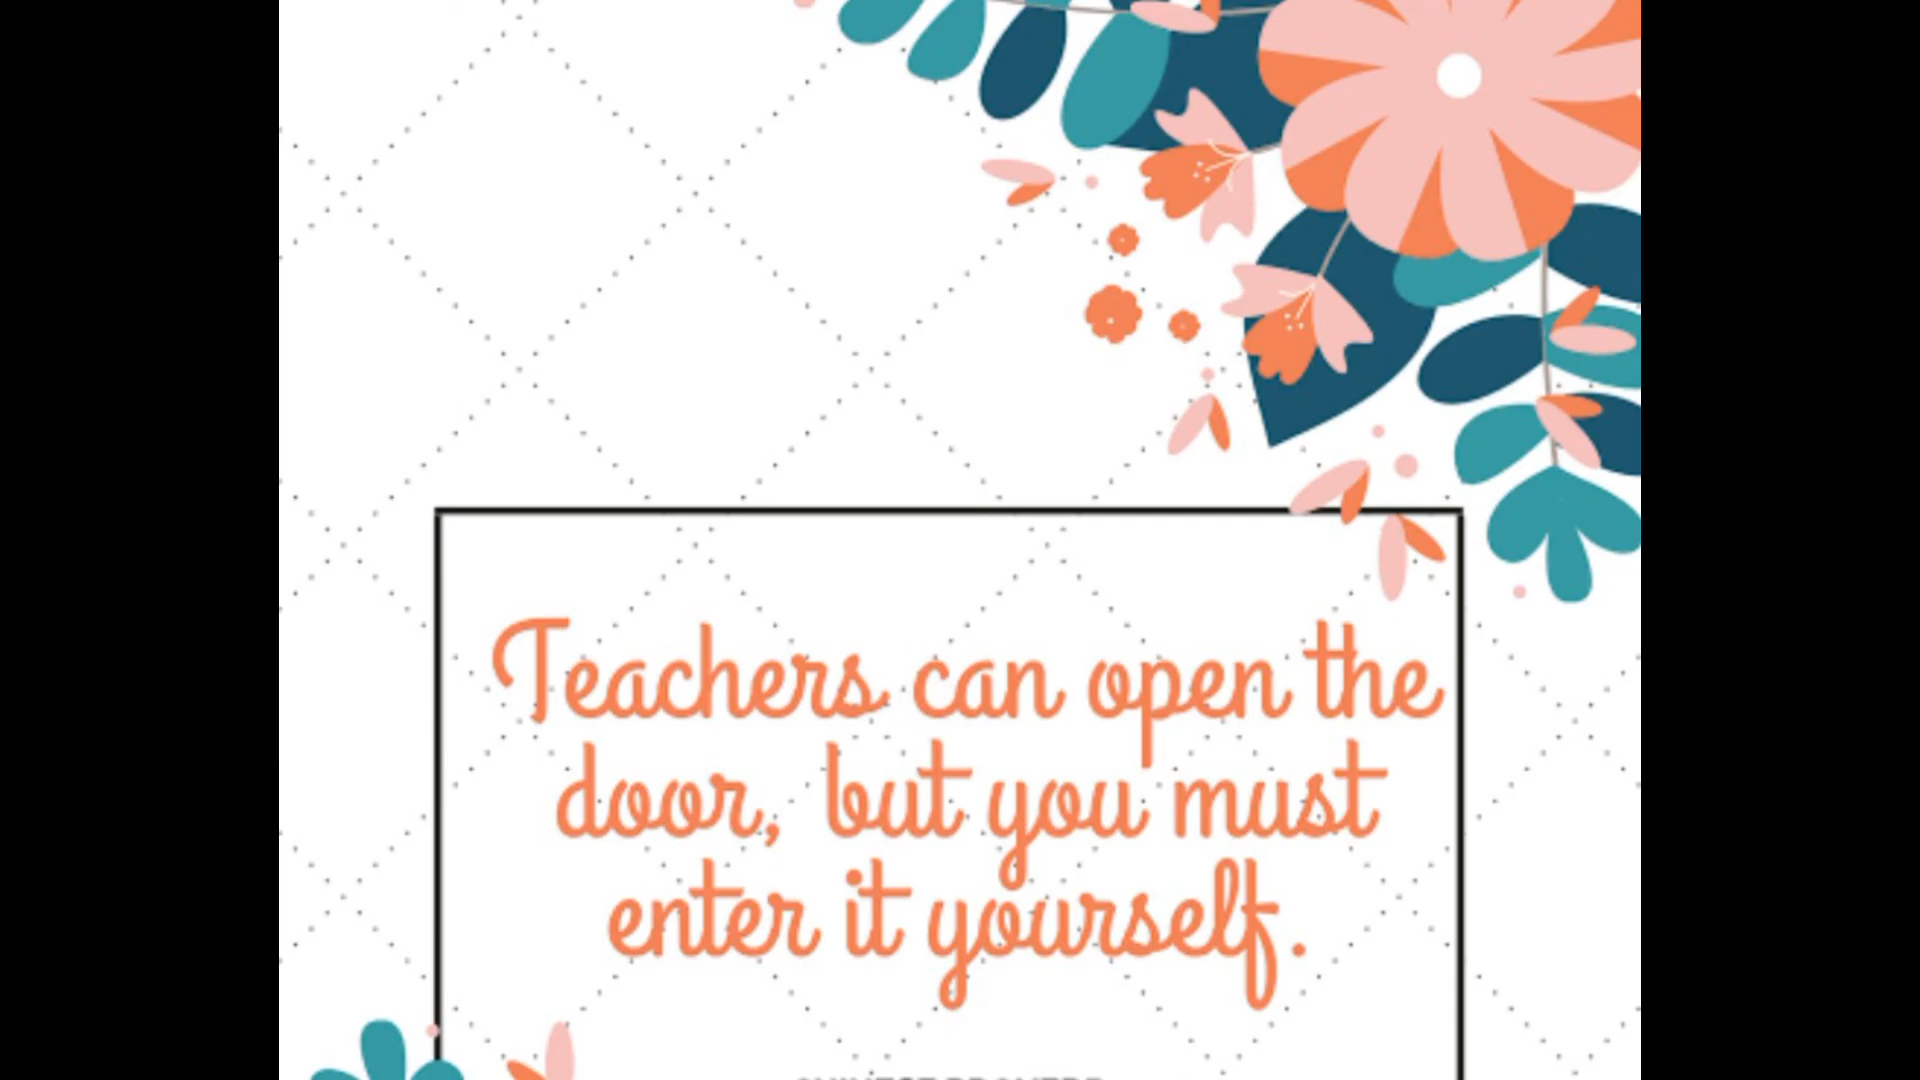 Teachers can open the
door, but you must
enter it yourself.